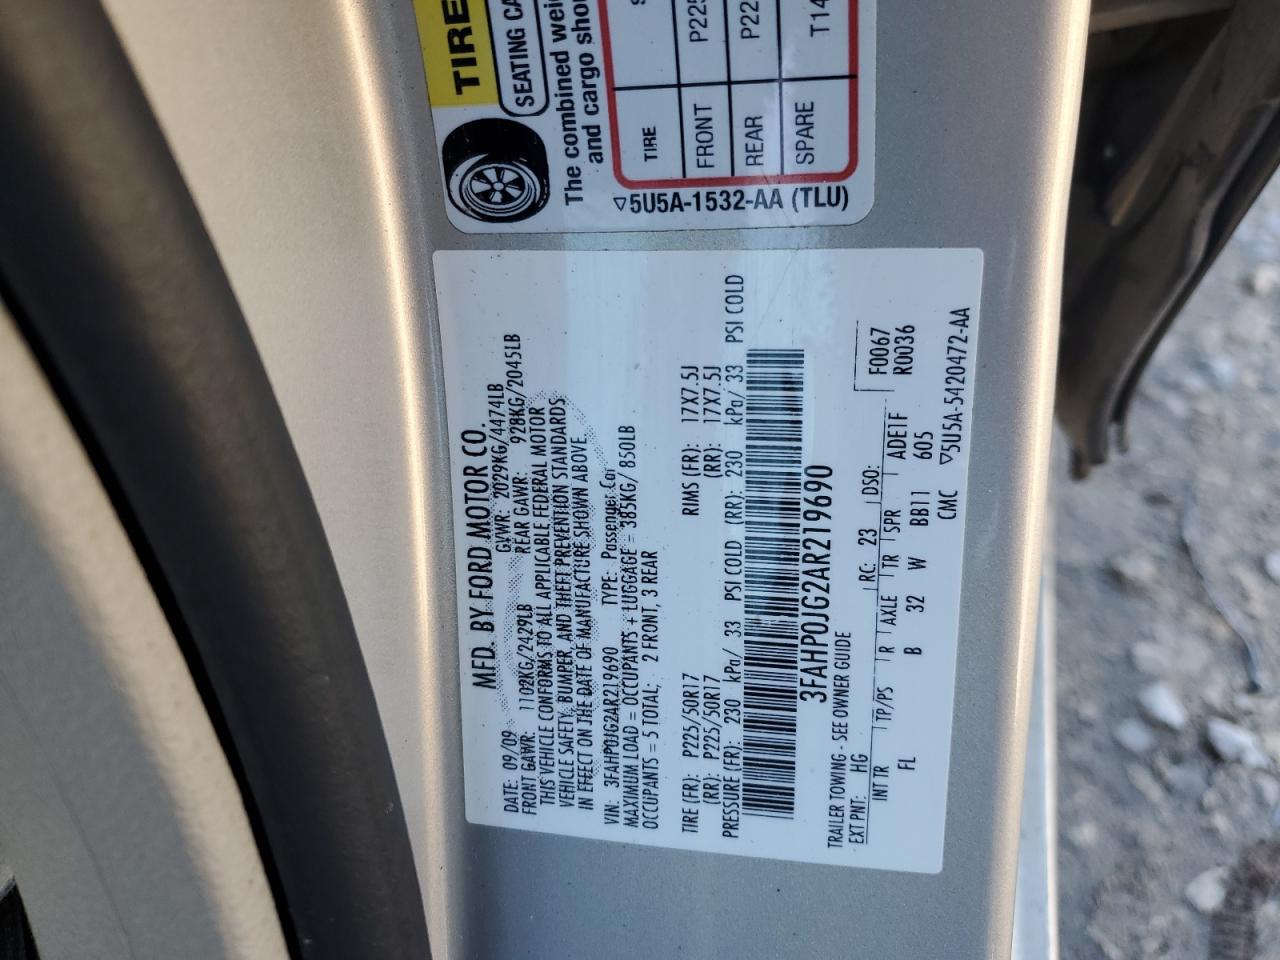 TIRE
SEATING CA
The combined wei
and cargo shou
TIRE S
FRONT P225
REAR P22
SPARE T14
▽5U5A-1532-AA (TLU)
MFD. BY FORD MOTOR CO.
DATE: 09/09 GVWR: 2029KG/4474LB
FRONT GAWR: 1102KG/2429LB REAR GAWR: 928KG/2045LB
THIS VEHICLE CONFORMS TO ALL APPLICABLE FEDERAL MOTOR
VEHICLE SAFETY, BUMPER, AND THEFT PREVENTION STANDARDS
IN EFFECT ON THE DATE OF MANUFACTURE SHOWN ABOVE.
VIN: 3FAHP0JG2AR219690 TYPE: Passenger Car
MAXIMUM LOAD = OCCUPANTS + LUGGAGE = 385KG/ 850LB
OCCUPANTS = 5 TOTAL: 2 FRONT, 3 REAR
TIRE (FR): P225/50R17 RIMS (FR): 17X7.5J
(RR): P225/50R17 (RR): 17X7.5J
PRESSURE (FR): 230 kPa/ 33 PSI COLD (RR): 230 kPa/ 33 PSI COLD
3FAHP0JG2AR219690
TRAILER TOWING - SEE OWNER GUIDE
F0067
R0036
EXT PNT: HG RC: 23 DSO:
INT TR TP/PS R AXLE TR SPR ADE1F
FL B 32 W BB11 605
CMC
▽5U5A-5420472-AA